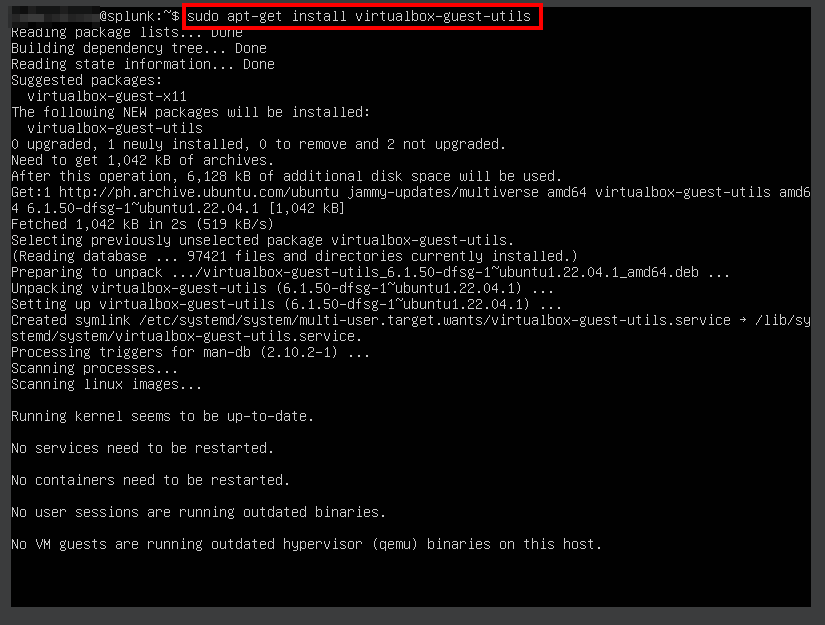 @splunk:~$ sudo apt-get install virtualbox-guest-utils
Reading package lists... Done
Building dependency tree... Done
Reading state information... Done
Suggested packages:
  virtualbox-guest-x11
The following NEW packages will be installed:
  virtualbox-guest-utils
0 upgraded, 1 newly installed, 0 to remove and 2 not upgraded.
Need to get 1,042 kB of archives.
After this operation, 6,128 kB of additional disk space will be used.
Get:1 http://ph.archive.ubuntu.com/ubuntu jammy-updates/multiverse amd64 virtualbox-guest-utils amd6
4 6.1.50-dfsg-1~ubuntu1.22.04.1 [1,042 kB]
Fetched 1,042 kB in 2s (519 kB/s)
Selecting previously unselected package virtualbox-guest-utils.
(Reading database ... 97421 files and directories currently installed.)
Preparing to unpack .../virtualbox-guest-utils_6.1.50-dfsg-1~ubuntu1.22.04.1_amd64.deb ...
Unpacking virtualbox-guest-utils (6.1.50-dfsg-1~ubuntu1.22.04.1) ...
Setting up virtualbox-guest-utils (6.1.50-dfsg-1~ubuntu1.22.04.1) ...
Created symlink /etc/systemd/system/multi-user.target.wants/virtualbox-guest-utils.service → /lib/sy
stemd/system/virtualbox-guest-utils.service.
Processing triggers for man-db (2.10.2-1) ...
Scanning processes...
Scanning linux images...

Running kernel seems to be up-to-date.

No services need to be restarted.

No containers need to be restarted.

No user sessions are running outdated binaries.

No VM guests are running outdated hypervisor (qemu) binaries on this host.